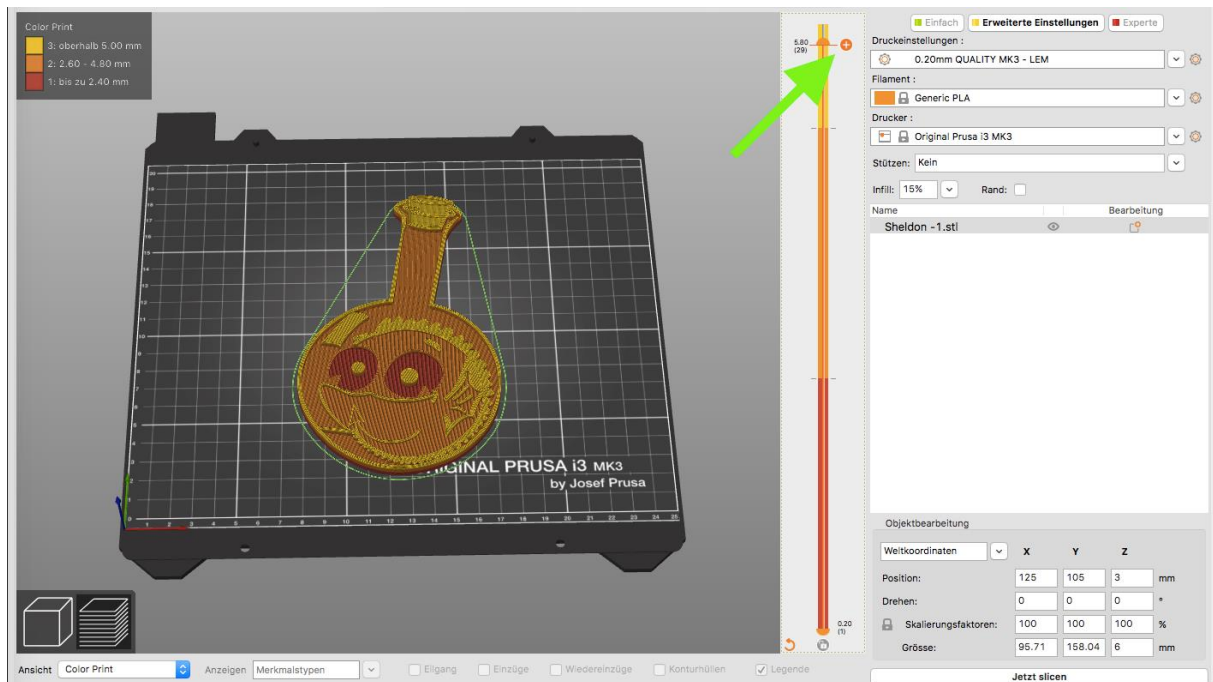 Color Print
3: oberhalb 5.00 mm
2: 2.60 - 4.80 mm
1: bis zu 2.40 mm
5.80
(29)
0.20
(1)
ORIGINAL PRUSA i3 MK3
by Josef Prusa
Einfach Erweiterte Einstellungen Experte
Druckeinstellungen :
0.20mm QUALITY MK3 - LEM
Filament :
Generic PLA
Drucker :
Original Prusa i3 MK3
Stützen: Kein
Infill: 15% Rand:
Name Bearbeitung
Sheldon -1.stl
Objektbearbeitung
Weltkoordinaten X Y Z
Position: 125 105 3 mm
Drehen: 0 0 0 °
Skalierungsfaktoren: 100 100 100 %
Grösse: 95.71 158.04 6 mm
Ansicht Color Print Anzeigen Merkmalstypen Eilgang Einzüge Wiedereinzüge Konturhüllen Legende
Jetzt slicen